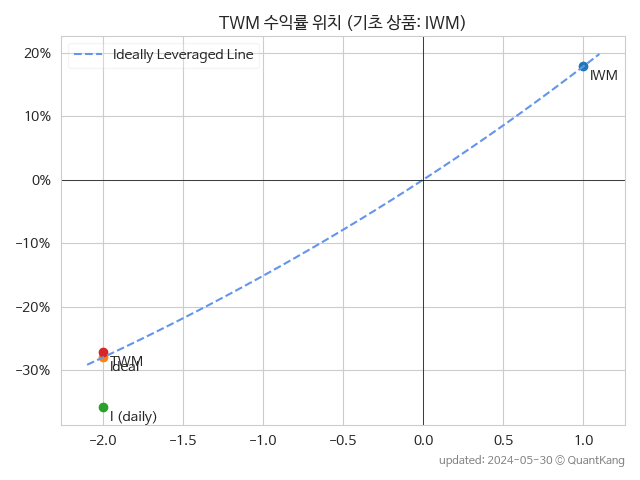 TWM 수익률 위치 (기초 상품: IWM)
Ideally Leveraged Line
20%
10%
0%
-10%
-20%
-30%
IWM
TWM
Ideal
I (daily)
-2.0 -1.5 -1.0 -0.5 0.0 0.5 1.0
updated: 2024-05-30 © QuantKang